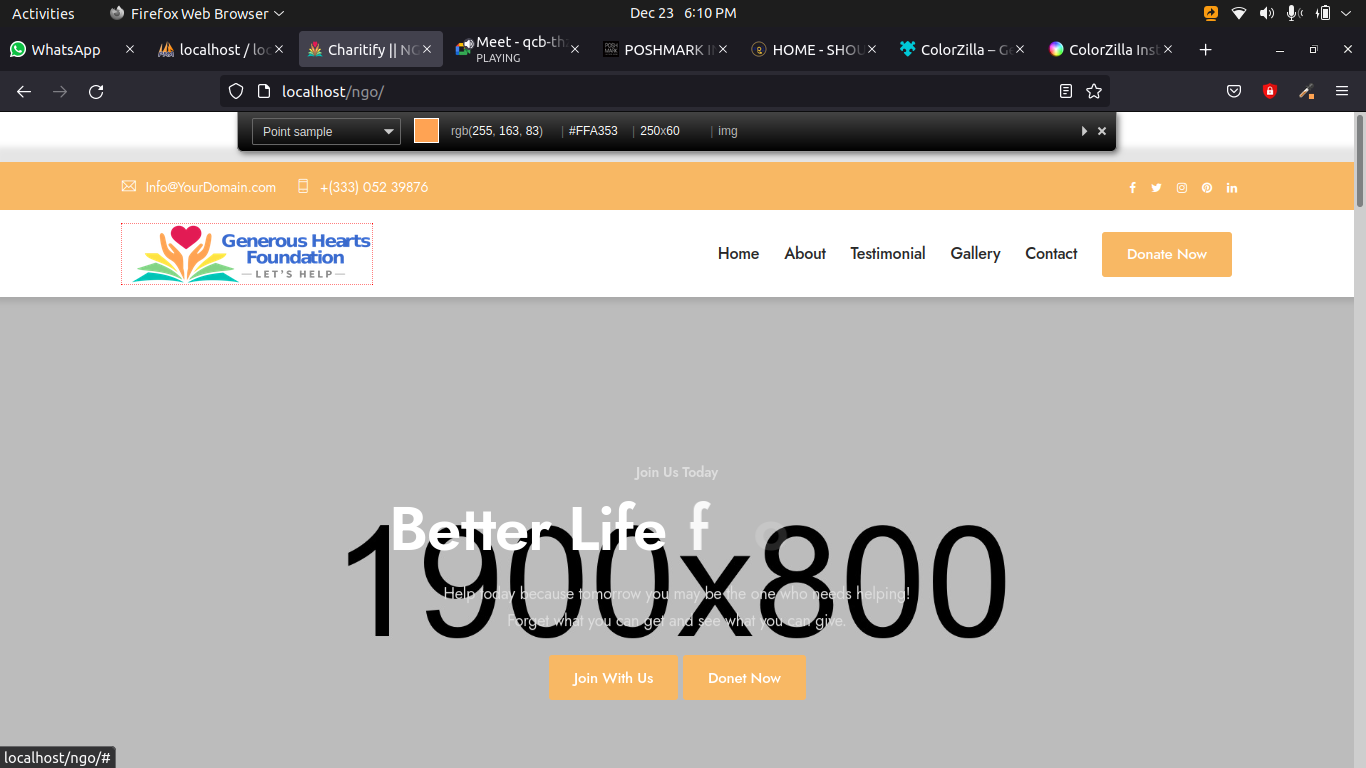 Activities Firefox Web Browser Dec 23 6:10 PM
WhatsApp localhost / loc Charitify || NG Meet - qcb-th POSHMARK I HOME - SHOU ColorZilla – G ColorZilla Inst
PLAYING
localhost/ngo/
Point sample rgb(255, 163, 83) | #FFA353 | 250x60 | img
Info@YourDomain.com +(333) 052 39876
Generous Hearts
Foundation
LET'S HELP
Home About Testimonial Gallery Contact Donate Now
Join Us Today
Better Life f o
1900x800
Help today because tomorrow you may be the one who needs helping!
Forget what you can get and see what you can give.
Join With Us Donet Now
localhost/ngo/#